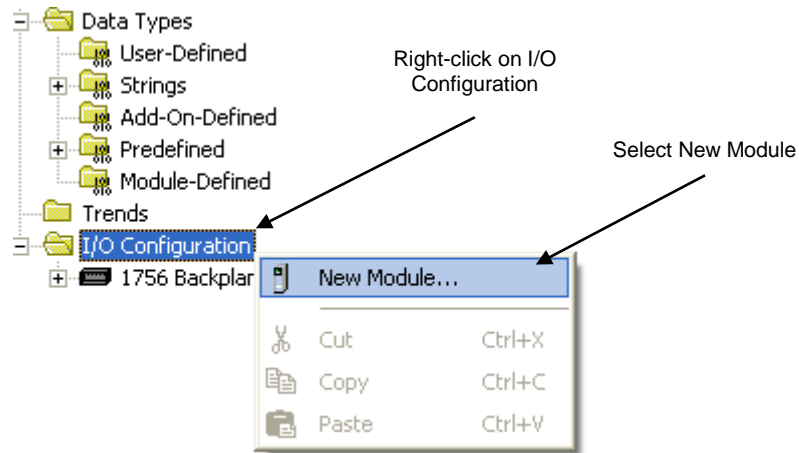 Data Types
User-Defined
Right-click on I/O
Configuration
Strings
Add-On-Defined
Predefined
Select New Module
Module-Defined
Trends
I/O Configuration
1756 Backplan
New Module...
Cut Ctrl+X
Copy Ctrl+C
Paste Ctrl+V